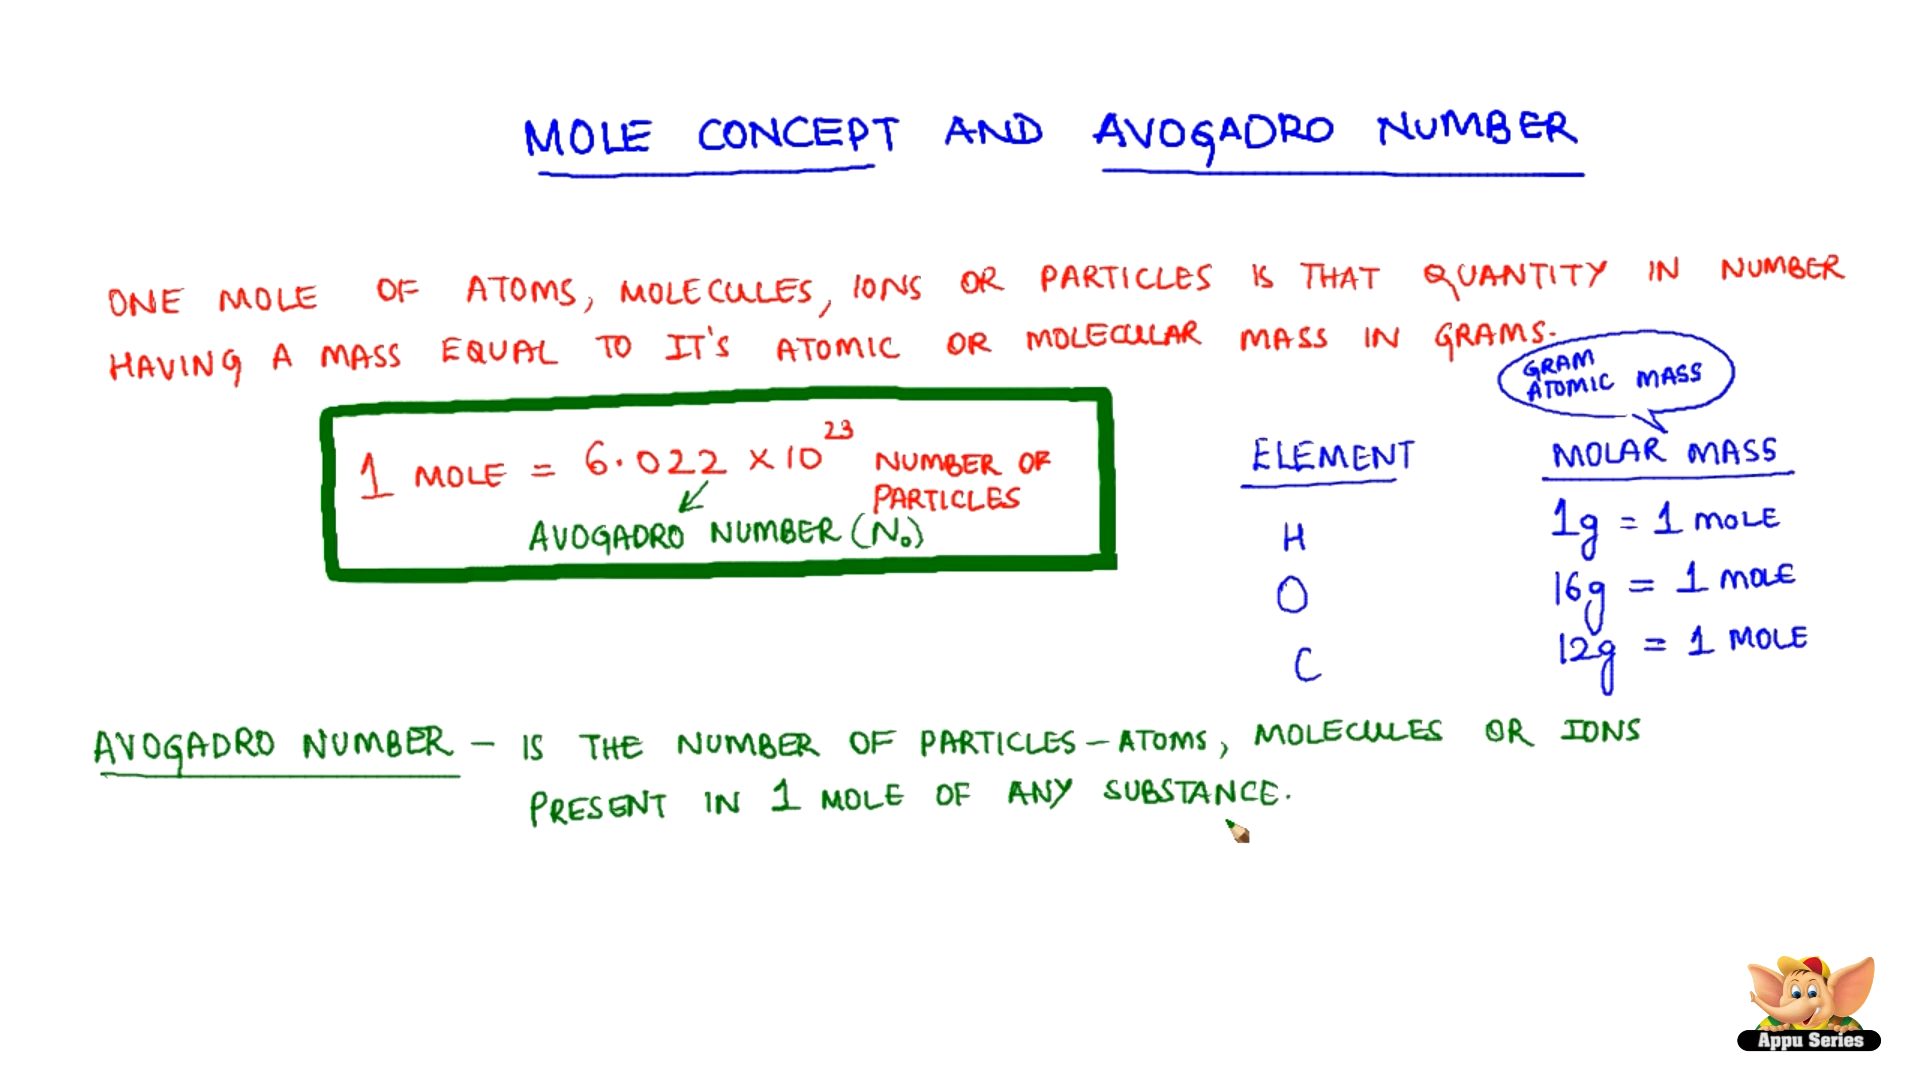 MOLE CONCEPT AND AVOGADRO NUMBER
ONE MOLE OF ATOMS, MOLECULES, IONS OR PARTICLES IS THAT QUANTITY IN NUMBER
HAVING A MASS EQUAL TO IT'S ATOMIC OR MOLECULAR MASS IN GRAMS.
1 MOLE = 6.022 × 10²³ NUMBER OF
PARTICLES
AVOGADRO NUMBER (N₀)
GRAM
ATOMIC MASS
ELEMENT MOLAR MASS
H 1g = 1 MOLE
O 16g = 1 MOLE
C 12g = 1 MOLE
AVOGADRO NUMBER – IS THE NUMBER OF PARTICLES – ATOMS, MOLECULES OR IONS
PRESENT IN 1 MOLE OF ANY SUBSTANCE.
Appu Series